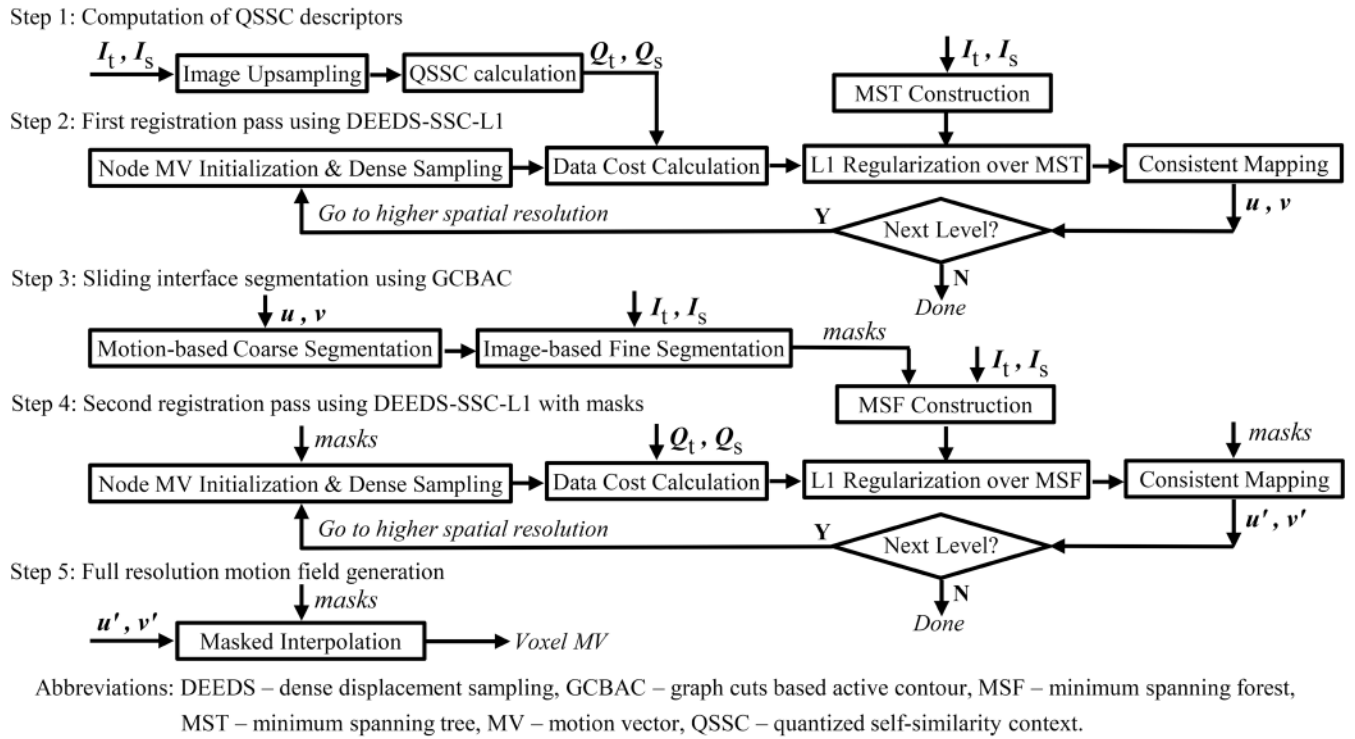 Step 1: Computation of QSSC descriptors
I_t , I_s
Image Upsampling
QSSC calculation
Q_t , Q_s
I_t , I_s
MST Construction
Step 2: First registration pass using DEEDS-SSC-L1
Node MV Initialization & Dense Sampling
Data Cost Calculation
L1 Regularization over MST
Consistent Mapping
Go to higher spatial resolution
Y
Next Level?
u , v
N
Done
Step 3: Sliding interface segmentation using GCBAC
u , v
I_t , I_s
Motion-based Coarse Segmentation
Image-based Fine Segmentation
masks
I_t , I_s
MSF Construction
Step 4: Second registration pass using DEEDS-SSC-L1 with masks
masks
Q_t , Q_s
masks
Node MV Initialization & Dense Sampling
Data Cost Calculation
L1 Regularization over MSF
Consistent Mapping
Go to higher spatial resolution
Y
Next Level?
u' , v'
N
Done
Step 5: Full resolution motion field generation
masks
u' , v'
Masked Interpolation
Voxel MV
Abbreviations: DEEDS – dense displacement sampling, GCBAC – graph cuts based active contour, MSF – minimum spanning forest,
MST – minimum spanning tree, MV – motion vector, QSSC – quantized self-similarity context.